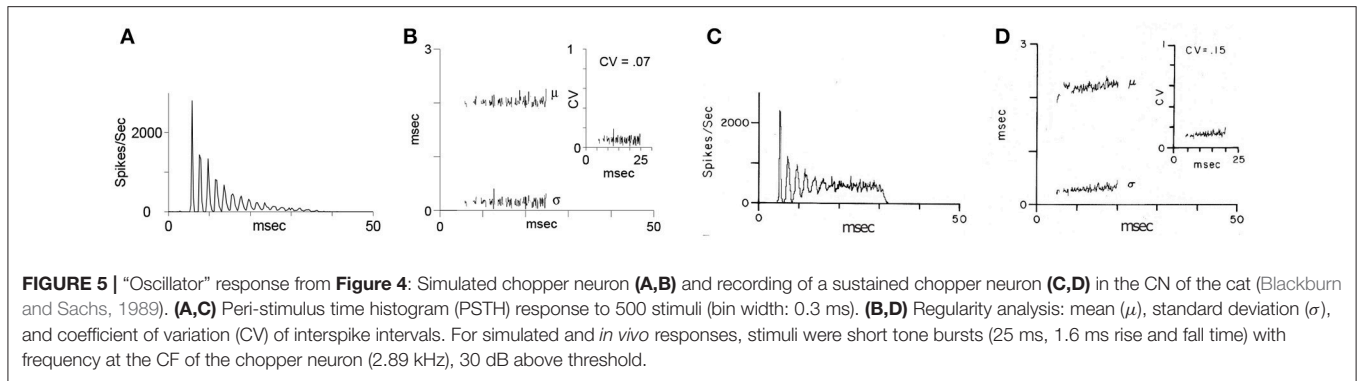 A
B
C
D
Spikes/Sec
2000
0
0
50
msec
3
msec
0
0
50
μ
σ
1
CV = .07
CV
0
0
25
msec
Spikes/Sec
2000
0
0
50
msec
3
msec
0
0
50
μ
σ
1
CV=.15
CV
0
0
25
msec
FIGURE 5 | “Oscillator” response from Figure 4: Simulated chopper neuron (A,B) and recording of a sustained chopper neuron (C,D) in the CN of the cat (Blackburn
and Sachs, 1989). (A,C) Peri-stimulus time histogram (PSTH) response to 500 stimuli (bin width: 0.3 ms). (B,D) Regularity analysis: mean (μ), standard deviation (σ),
and coefficient of variation (CV) of interspike intervals. For simulated and in vivo responses, stimuli were short tone bursts (25 ms, 1.6 ms rise and fall time) with
frequency at the CF of the chopper neuron (2.89 kHz), 30 dB above threshold.